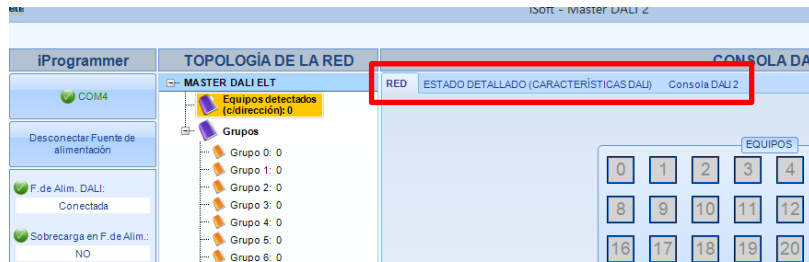 iSoft - Master DALI 2
iProgrammer
TOPOLOGÍA DE LA RED
CONSOLA DA
COM4
Desconectar Fuente de
alimentación
F.de Alim. DALI:
Conectada
Sobrecarga en F.de Alim.:
NO
MASTER DALI ELT
Equipos detectados
(c/dirección): 0
Grupos
Grupo 0: 0
Grupo 1: 0
Grupo 2: 0
Grupo 3: 0
Grupo 4: 0
Grupo 5: 0
Grupo 6: 0
RED ESTADO DETALLADO (CARACTERÍSTICAS DALI) Consola DALI 2
EQUIPOS
0 1 2 3 4
8 9 10 11 12
16 17 18 19 20